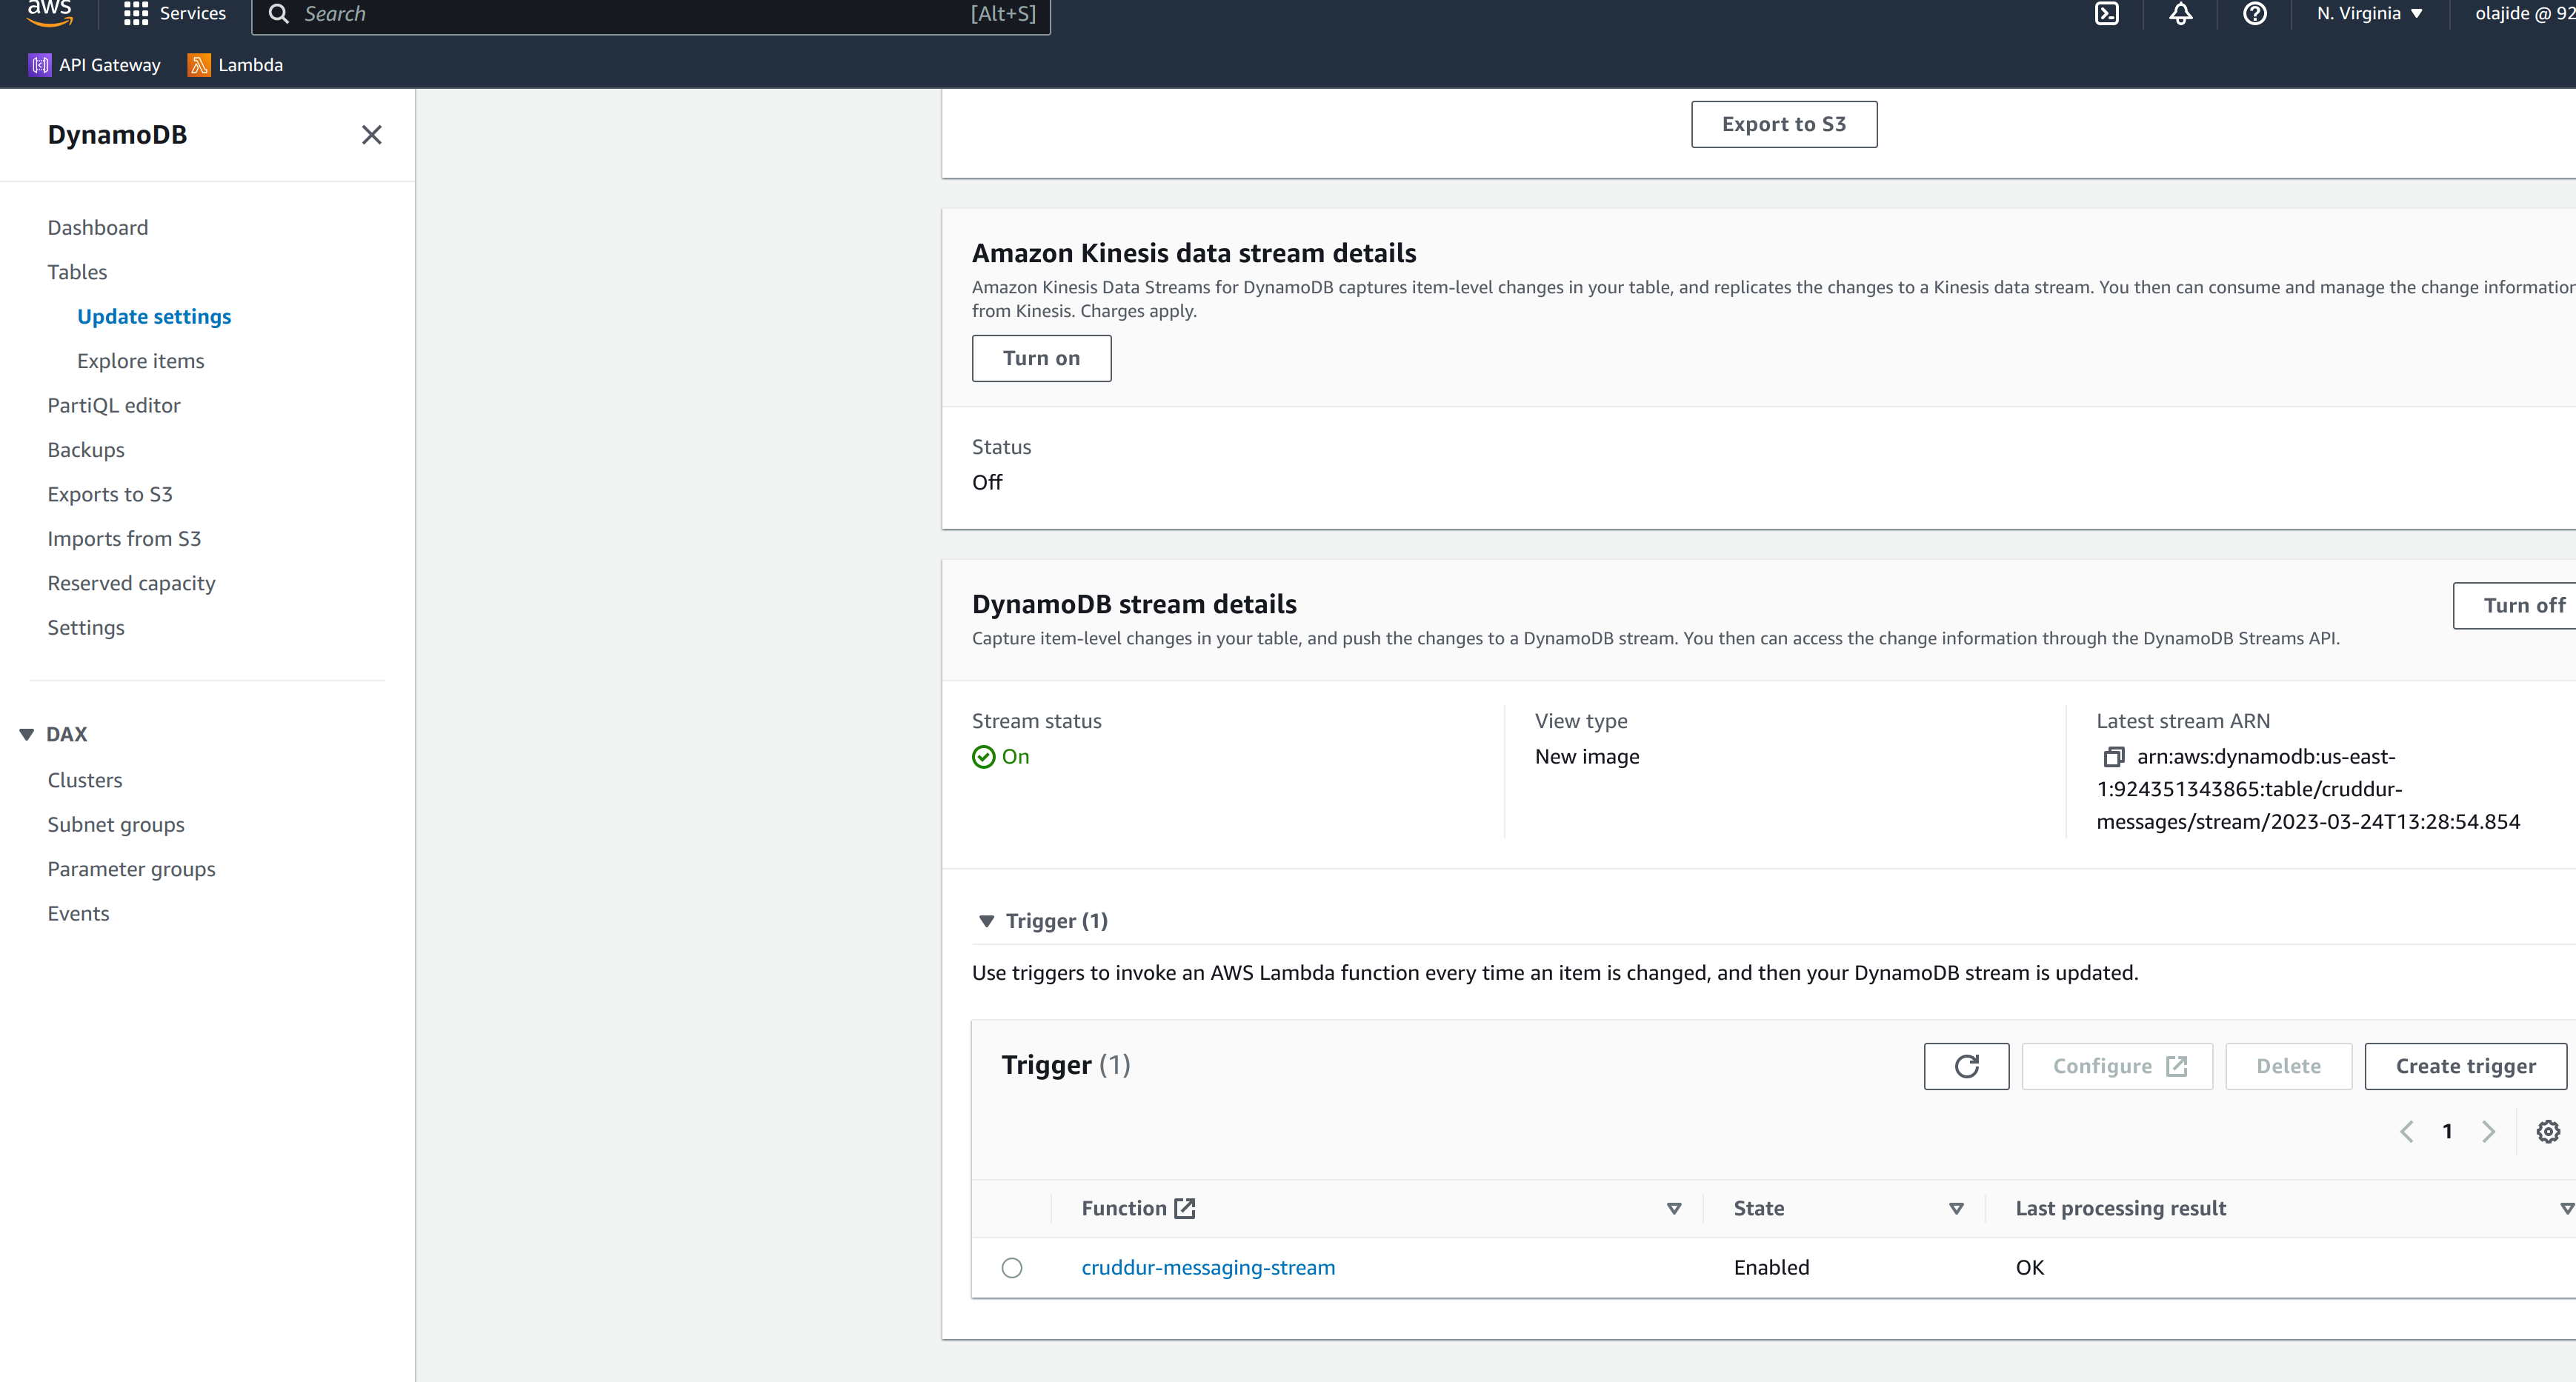 aws
Services
Search
[Alt+S]
N. Virginia
olajide @ 92
API Gateway
Lambda
DynamoDB
Dashboard
Tables
Update settings
Explore items
PartiQL editor
Backups
Exports to S3
Imports from S3
Reserved capacity
Settings
DAX
Clusters
Subnet groups
Parameter groups
Events
Export to S3
Amazon Kinesis data stream details
Amazon Kinesis Data Streams for DynamoDB captures item-level changes in your table, and replicates the changes to a Kinesis data stream. You then can consume and manage the change information
from Kinesis. Charges apply.
Turn on
Status
Off
DynamoDB stream details
Turn off
Capture item-level changes in your table, and push the changes to a DynamoDB stream. You then can access the change information through the DynamoDB Streams API.
Stream status
On
View type
New image
Latest stream ARN
arn:aws:dynamodb:us-east-
1:924351343865:table/cruddur-
messages/stream/2023-03-24T13:28:54.854
Trigger (1)
Use triggers to invoke an AWS Lambda function every time an item is changed, and then your DynamoDB stream is updated.
Trigger (1)
Configure
Delete
Create trigger
1
Function
State
Last processing result
cruddur-messaging-stream
Enabled
OK